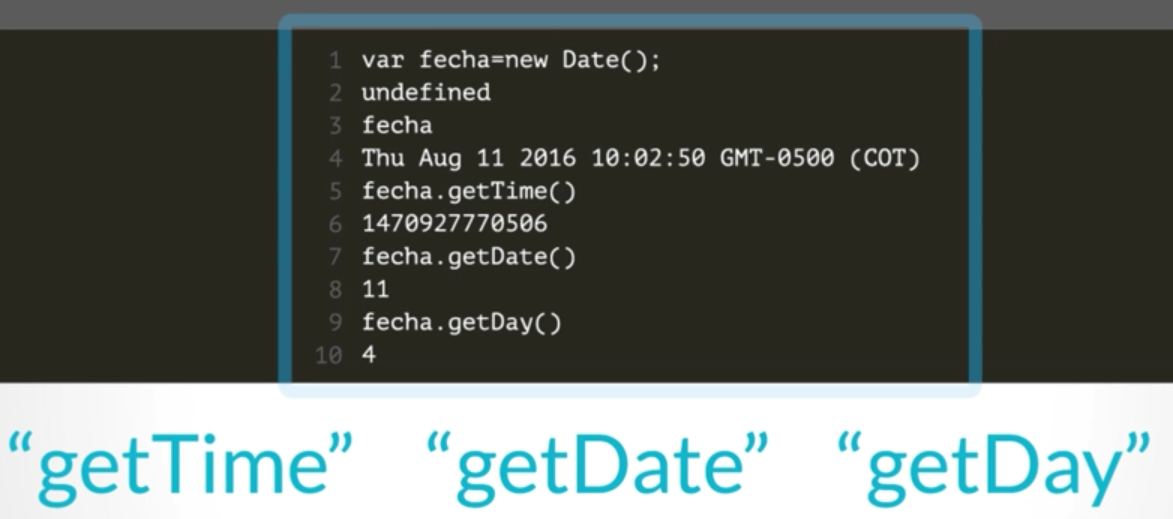 1 var fecha=new Date();
2 undefined
3 fecha
4 Thu Aug 11 2016 10:02:50 GMT-0500 (COT)
5 fecha.getTime()
6 1470927770506
7 fecha.getDate()
8 11
9 fecha.getDay()
10 4
“getTime” “getDate” “getDay”